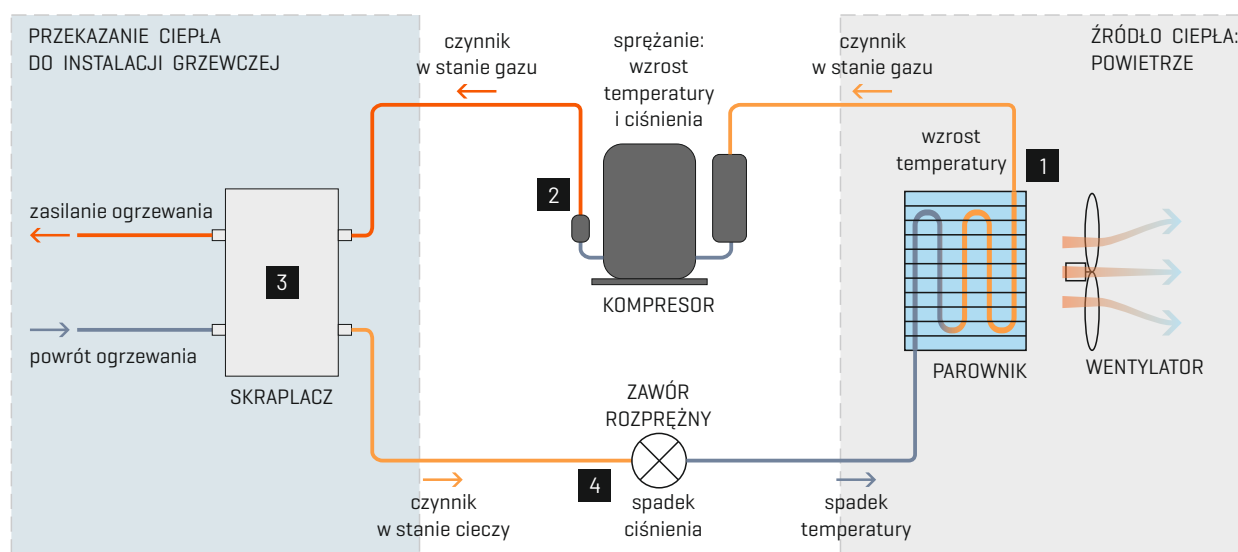 PRZEKAZANIE CIEPŁA
DO INSTALACJI GRZEWCZEJ
czynnik
w stanie gazu
sprężanie:
wzrost
temperatury
i ciśnienia
czynnik
w stanie gazu
ŹRÓDŁO CIEPŁA:
POWIETRZE
wzrost
temperatury
1
2
zasilanie ogrzewania
3
KOMPRESOR
powrót ogrzewania
SKRAPLACZ
PAROWNIK
WENTYLATOR
ZAWÓR
ROZPRĘŻNY
4
czynnik
w stanie cieczy
spadek
ciśnienia
spadek
temperatury